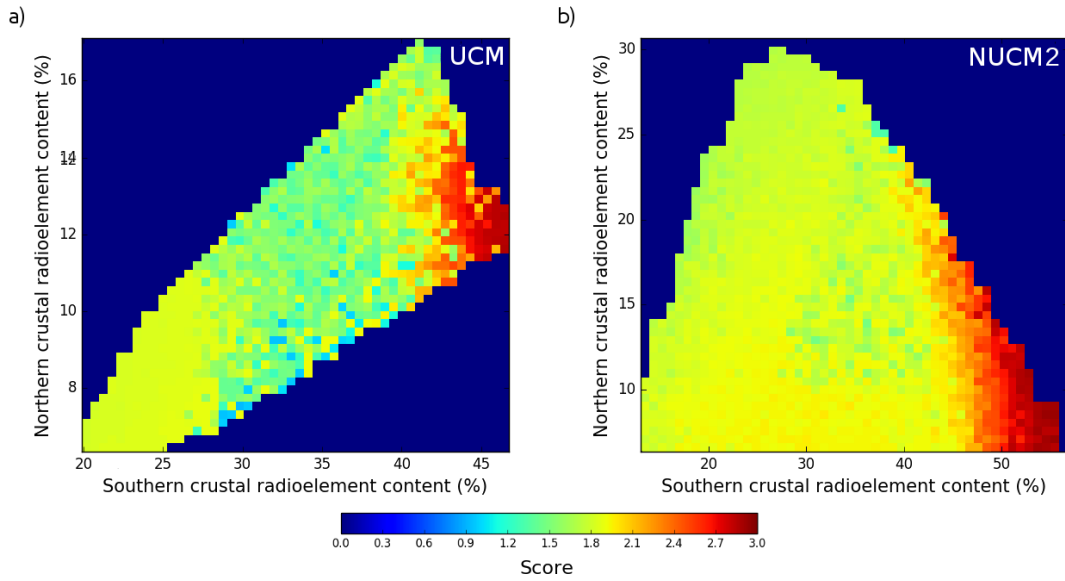 a)
UCM
Northern crustal radioelement content (%)
16
14
12
10
8
20 25 30 35 40 45
Southern crustal radioelement content (%)
b)
NUCM2
Northern crustal radioelement content (%)
30
25
20
15
10
20 30 40 50
Southern crustal radioelement content (%)
0.0 0.3 0.6 0.9 1.2 1.5 1.8 2.1 2.4 2.7 3.0
Score